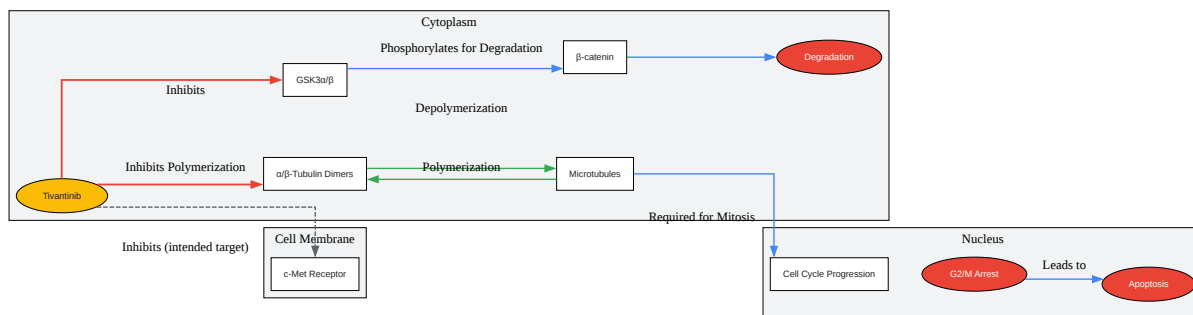 Cytoplasm
Phosphorylates for Degradation
β-catenin
Degradation
GSK3α/β
Inhibits
Depolymerization
Inhibits Polymerization
α/β-Tubulin Dimers
Polymerization
Microtubules
Tivantinib
Required for Mitosis
Inhibits (intended target)
Cell Membrane
c-Met Receptor
Nucleus
Cell Cycle Progression
G2/M Arrest
Leads to
Apoptosis